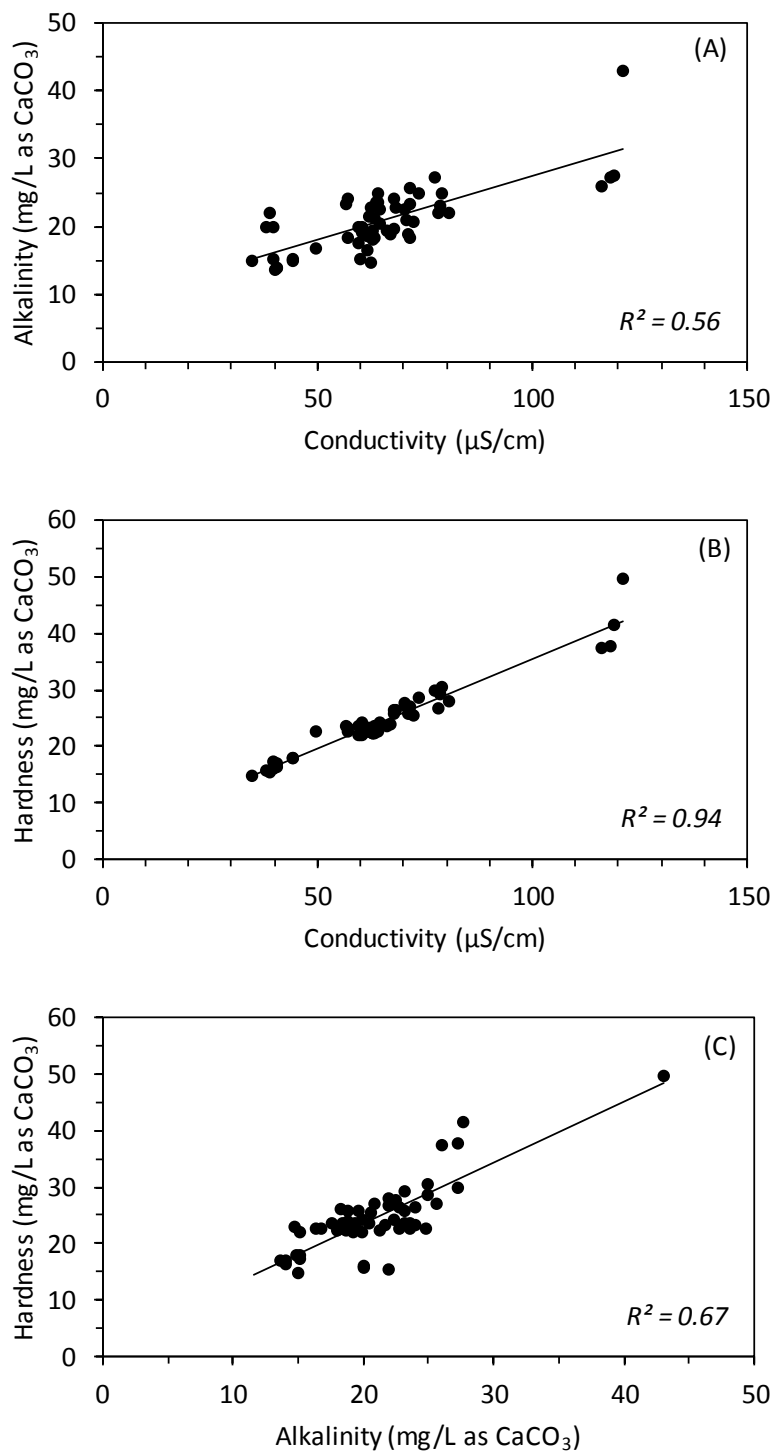 50
(A)
40
30
20
10
0
Alkalinity (mg/L as CaCO₃)
R² = 0.56
0 50 100 150
Conductivity (µS/cm)
60
(B)
50
40
30
20
10
0
Hardness (mg/L as CaCO₃)
R² = 0.94
0 50 100 150
Conductivity (µS/cm)
60
(C)
50
40
30
20
10
0
Hardness (mg/L as CaCO₃)
R² = 0.67
0 10 20 30 40 50
Alkalinity (mg/L as CaCO₃)